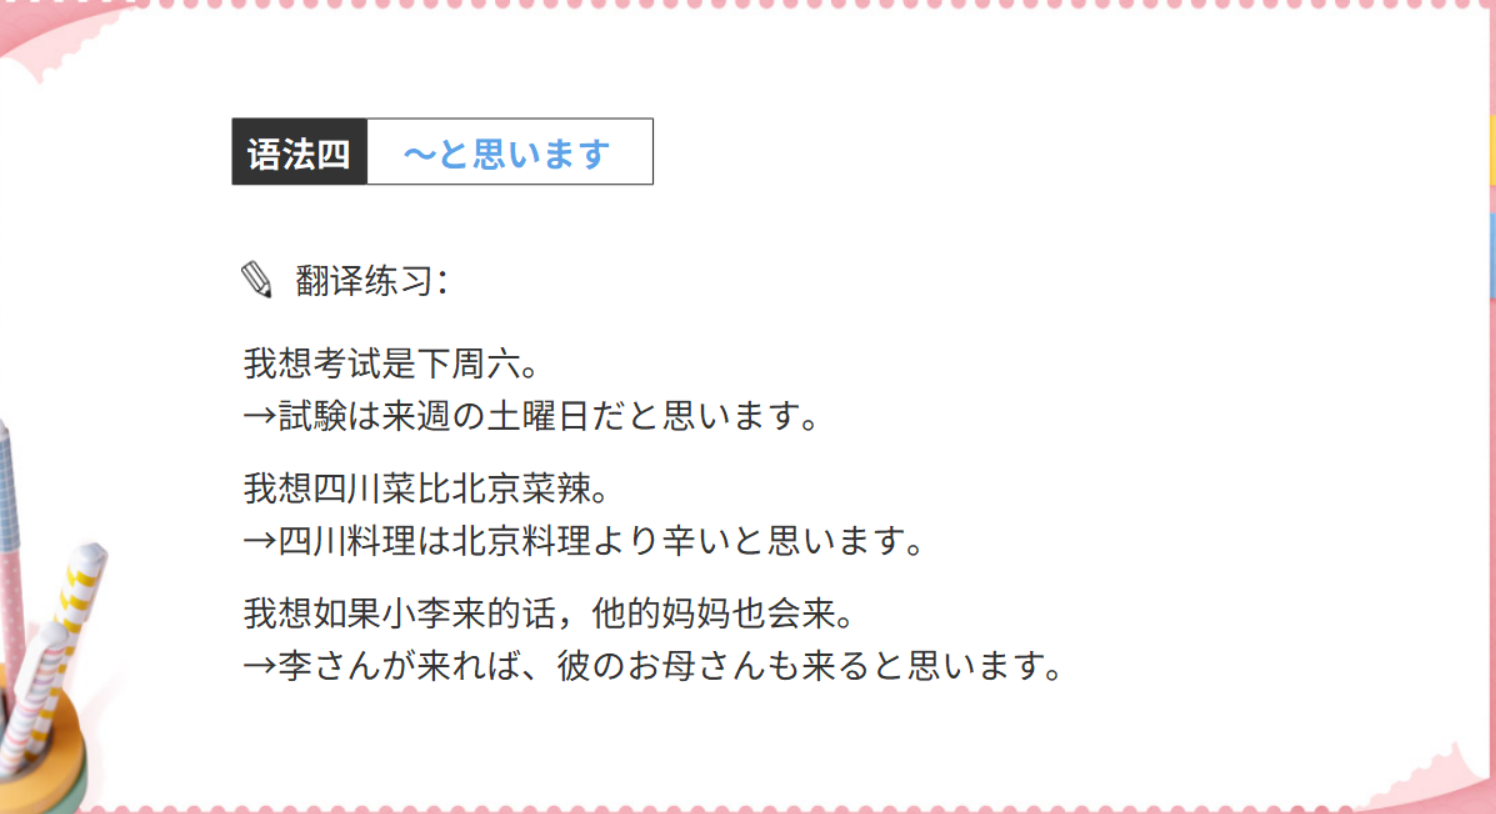 语法四 ～と思います
翻译练习：
我想考试是下周六。
→試験は来週の土曜日だと思います。
我想四川菜比北京菜辣。
→四川料理は北京料理より辛いと思います。
我想如果小李来的话，他的妈妈也会来。
→李さんが来れば、彼のお母さんも来ると思います。